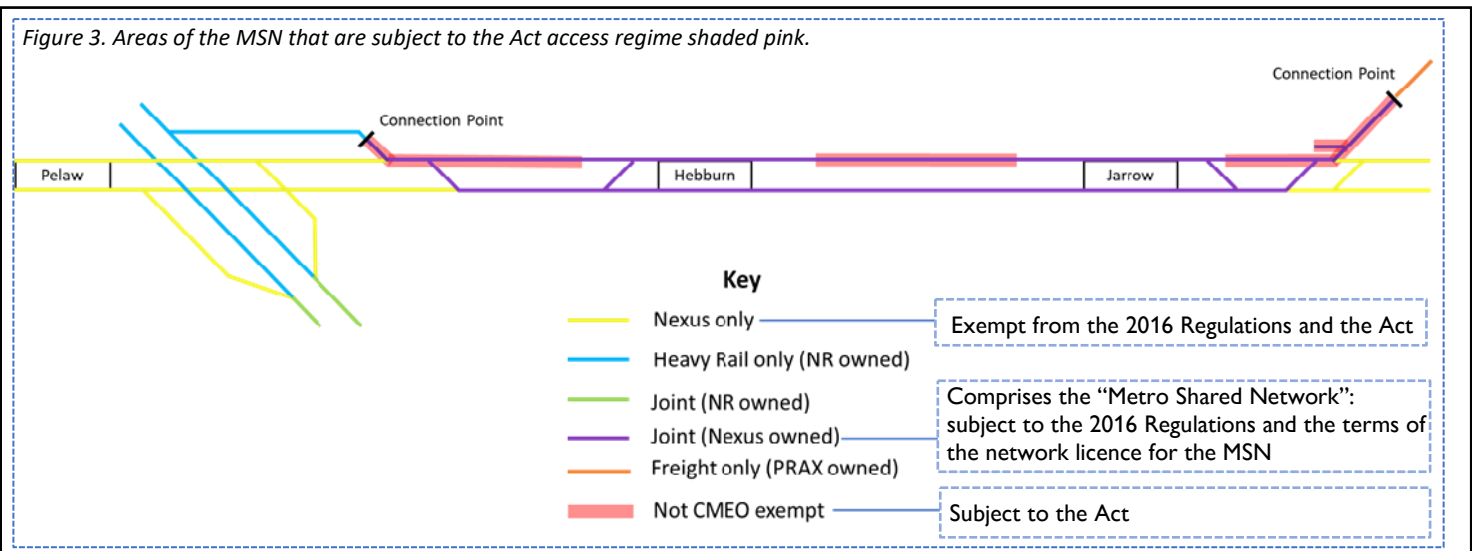 Figure 3. Areas of the MSN that are subject to the Act access regime shaded pink.
Connection Point
Connection Point
Pelaw
Hebburn
Jarrow
Key
Nexus only
Exempt from the 2016 Regulations and the Act
Heavy Rail only (NR owned)
Joint (NR owned)
Comprises the “Metro Shared Network”:
subject to the 2016 Regulations and the terms of
the network licence for the MSN
Joint (Nexus owned)
Freight only (PRAX owned)
Not CMEO exempt
Subject to the Act